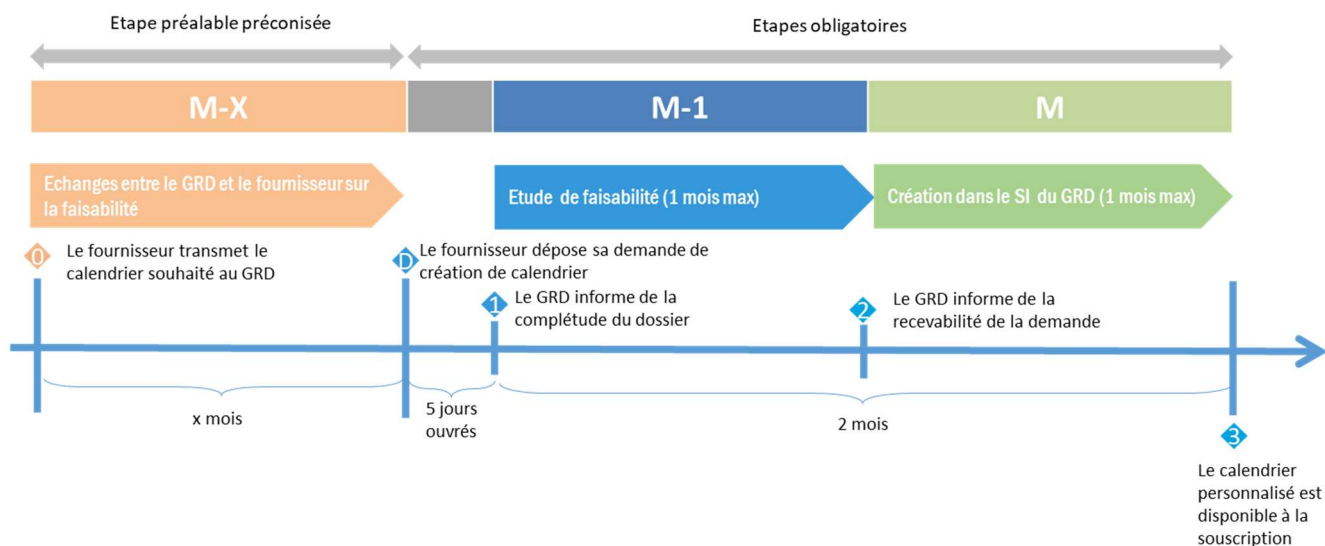 Etape préalable préconisée
Etapes obligatoires
M-X
M-1
M
Echanges entre le GRD et le fournisseur sur
la faisabilité
Etude de faisabilité (1 mois max)
Création dans le SI du GRD (1 mois max)
0
Le fournisseur transmet le
calendrier souhaité au GRD
D
Le fournisseur dépose sa demande de
création de calendrier
1
Le GRD informe de la
complétude du dossier
2
Le GRD informe de la
recevabilité de la demande
x mois
5 jours
ouvrés
2 mois
3
Le calendrier
personnalisé est
disponible à la
souscription